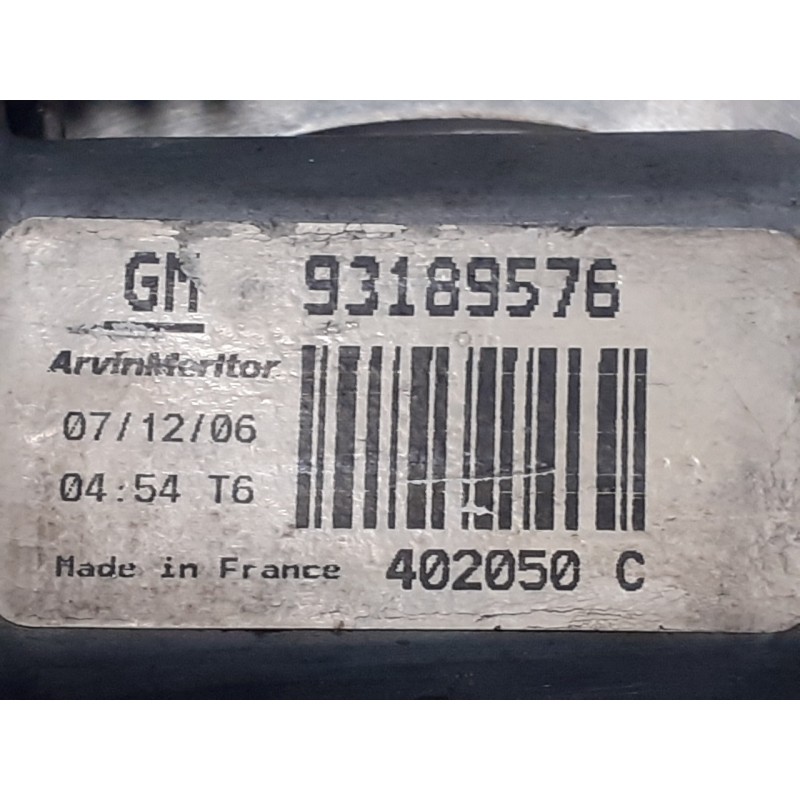 GM 93189576
ArvinMeritor
07/12/06
04:54 T6
Made in France 402050 C